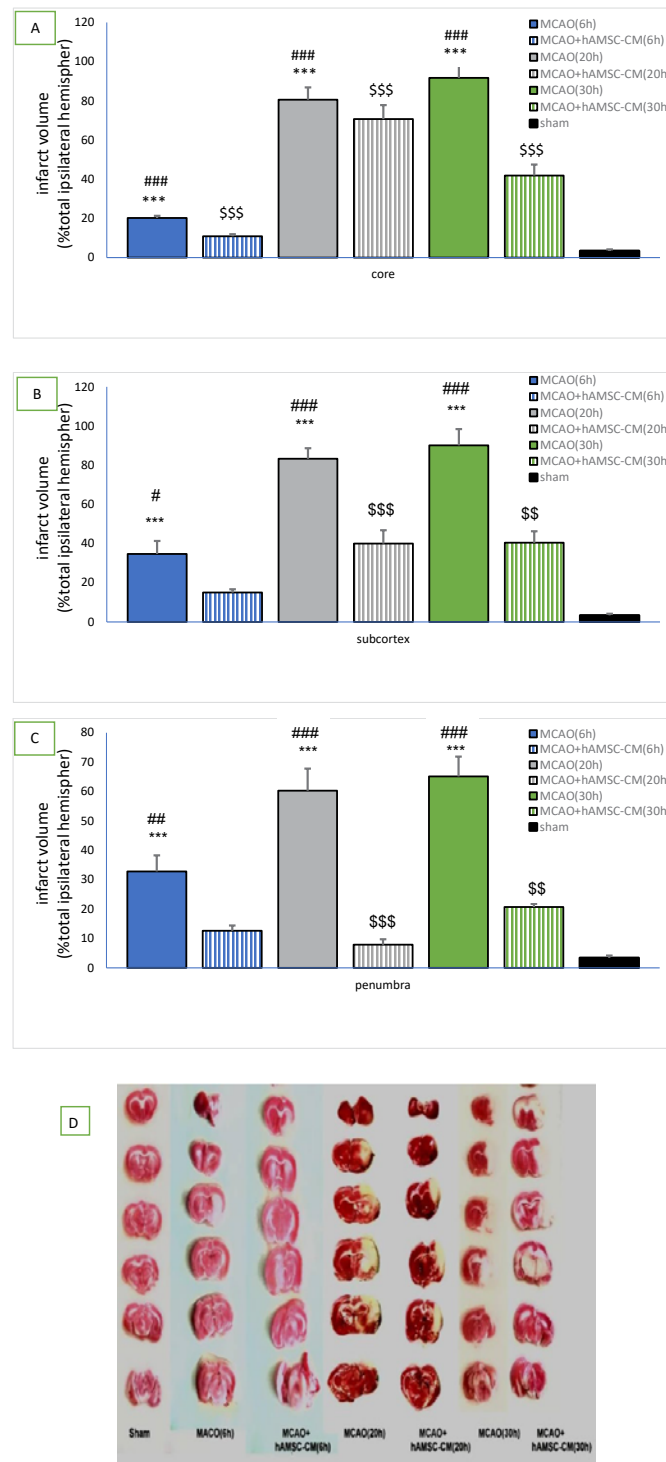 A
infarct volume
(%total ipsilateral hemispher)
120
100
80
60
40
20
0
###
***
$$$
###
***
$$$
###
***
$$$
core
MCAO(6h)
MCAO+hAMSC-CM(6h)
MCAO(20h)
MCAO+hAMSC-CM(20h
MCAO(30h)
MCAO+hAMSC-CM(30h
sham
B
infarct volume
(%total ipsilateral hemispher)
120
100
80
60
40
20
0
#
***
###
***
$$$
###
***
$$
subcortex
MCAO(6h)
MCAO+hAMSC-CM(6h)
MCAO(20h)
MCAO+hAMSC-CM(20h
MCAO(30h)
MCAO+hAMSC-CM(30h
sham
C
infarct volume
(%total ipsilateral hemispher)
80
70
60
50
40
30
20
10
0
##
***
###
***
$$$
###
***
$$
penumbra
MCAO(6h)
MCAO+hAMSC-CM(6h)
MCAO(20h)
MCAO+hAMSC-CM(20h
MCAO(30h)
MCAO+hAMSC-CM(30h
sham
D
Sham
MACO(6h)
MCAO+
hAMSC-CM(6h)
MCAO(20h)
MCAO+
hAMSC-CM(20h)
MCAO(30h)
MCAO+
hAMSC-CM(30h)